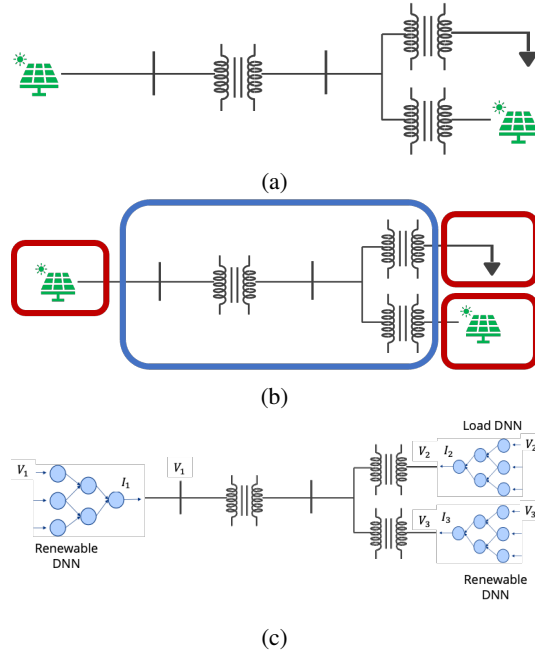 (a)
(b)
Load DNN
V₁ I₁ V₁ V₂ I₂ V₂
V₃ I₃ V₃
Renewable
DNN
Renewable
DNN
(c)